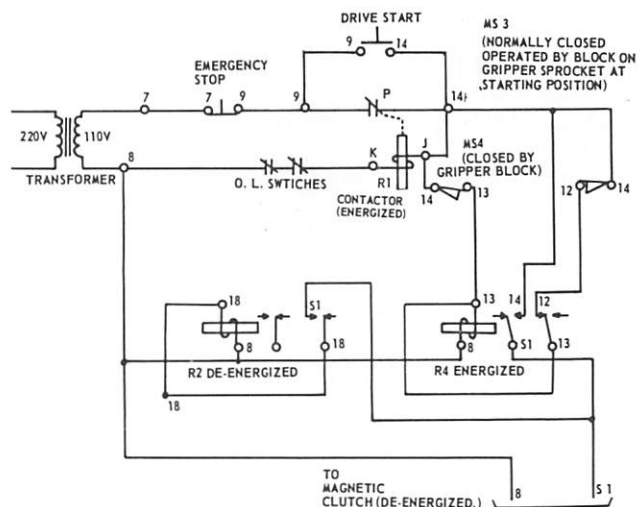 DRIVE START
9
14
MS 3
(NORMALLY CLOSED
OPERATED BY BLOCK ON
GRIPPER SPROCKET AT
STARTING POSITION)
EMERGENCY
STOP
7
7
9
9
P
14
220V
110V
8
K
J
MS4
(CLOSED BY
GRIPPER BLOCK)
TRANSFORMER
O. L. SWTICHES
R1
CONTACTOR
(ENERGIZED)
14
13
12
14
18
S1
13
14
12
8
18
8
S1
13
R2 DE-ENERGIZED
R4 ENERGIZED
18
TO
MAGNETIC
CLUTCH (DE-ENERGIZED.)
8
S 1